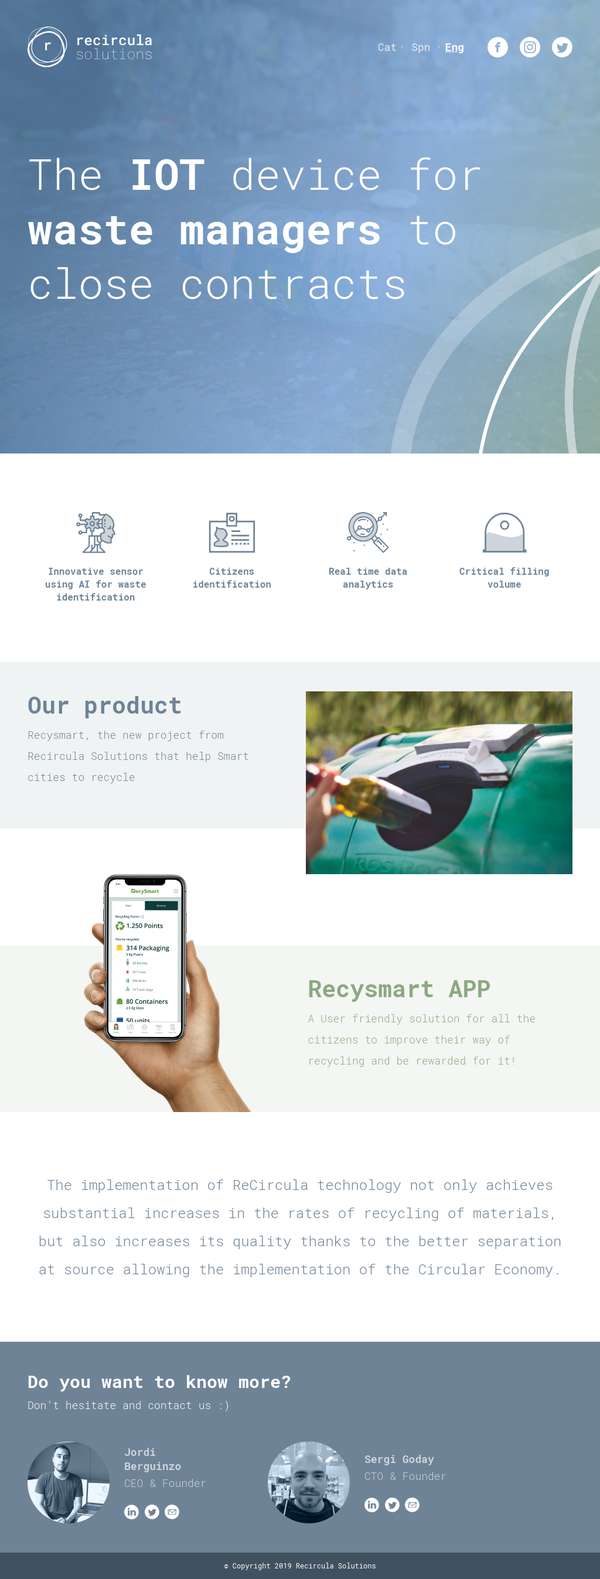 r
recircula
solutions
Cat · Spn · Eng
The IOT device for
waste managers to
close contracts
Innovative sensor
using AI for waste
identification
Citizens
identification
Real time data
analytics
Critical filling
volume
Our product
Recysmart, the new project from
Recircula Solutions that help Smart
cities to recycle
RecySmart
1.250 Points
314 Packaging
80 Containers
50 units
Recysmart APP
A User friendly solution for all the
citizens to improve their way of
recycling and be rewarded for it!
The implementation of ReCircula technology not only achieves
substantial increases in the rates of recycling of materials,
but also increases its quality thanks to the better separation
at source allowing the implementation of the Circular Economy.
Do you want to know more?
Don't hesitate and contact us :)
Jordi
Berguinzo
CEO & Founder
Sergi Goday
CTO & Founder
© Copyright 2019 Recircula Solutions